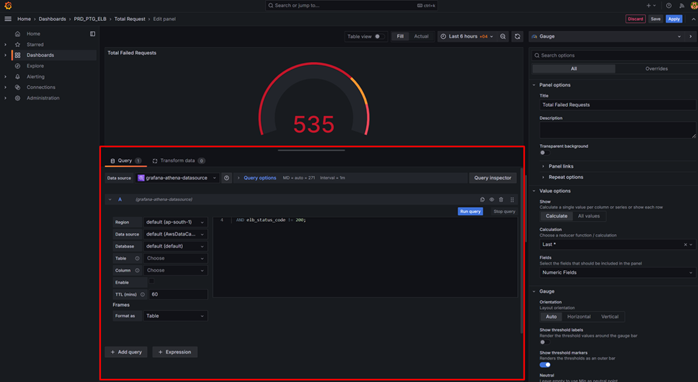 Home > Dashboards > PRD_PTG_ELB > Total Request > Edit panel
Search or jump to...
ctrl+k
Discard
Save
Apply
Home
Starred
Dashboards
Explore
Alerting
Connections
Administration
Table view
Fill
Actual
Last 6 hours
Total Failed Requests
535
Query 1
Transform data 0
Data source
grafana-athena-datasource
Query options
MD = auto = 371
Interval = 1m
Query inspector
A
(grafana-athena-datasource)
Run query
Stop query
Region
default (ap-south-1)
Data source
default (AwsDataCa...
Database
default (default)
Table
Choose
Column
Choose
Enable
TTL (mins)
60
Frames
Format as
Table
AND elb_status_code != 200;
+ Add query
+ Expression
Gauge
Search options
All
Overrides
Panel options
Title
Total Failed Requests
Description
Transparent background
Panel links
Repeat options
Value options
Show
Calculate a single value per column or series or show each row
Calculate
All values
Calculation
Choose a reducer function / calculation
Last *
Fields
Select the fields that should be included in the panel
Numeric Fields
Gauge
Orientation
Layout orientation
Auto
Horizontal
Vertical
Show threshold labels
Render the threshold values around the gauge bar
Show threshold markers
Renders the thresholds as an outer bar
Neutral